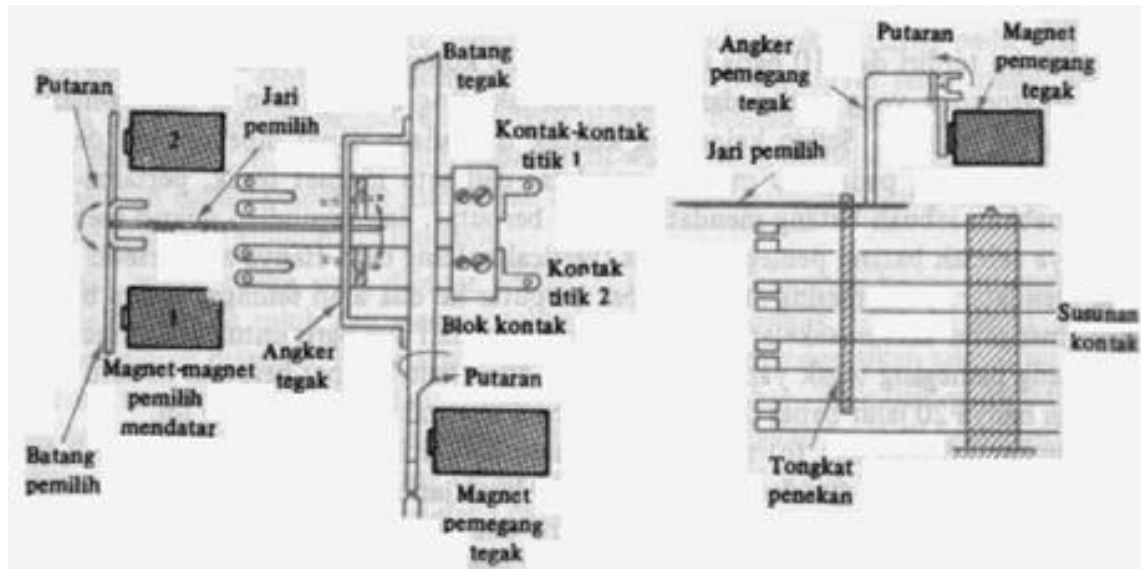 Putaran
2
Jari
pemilih
Batang
tegak
Kontak-kontak
titik 1
Kontak
titik 2
Blok kontak
Angker
tegak
Magnet-magnet
pemilih
mendatar
Batang
pemilih
Putaran
Magnet
pemegang
tegak
Angker
pemegang
tegak
Putaran
Magnet
pemegang
tegak
Jari pemilih
Susunan
kontak
Tongkat
penekan